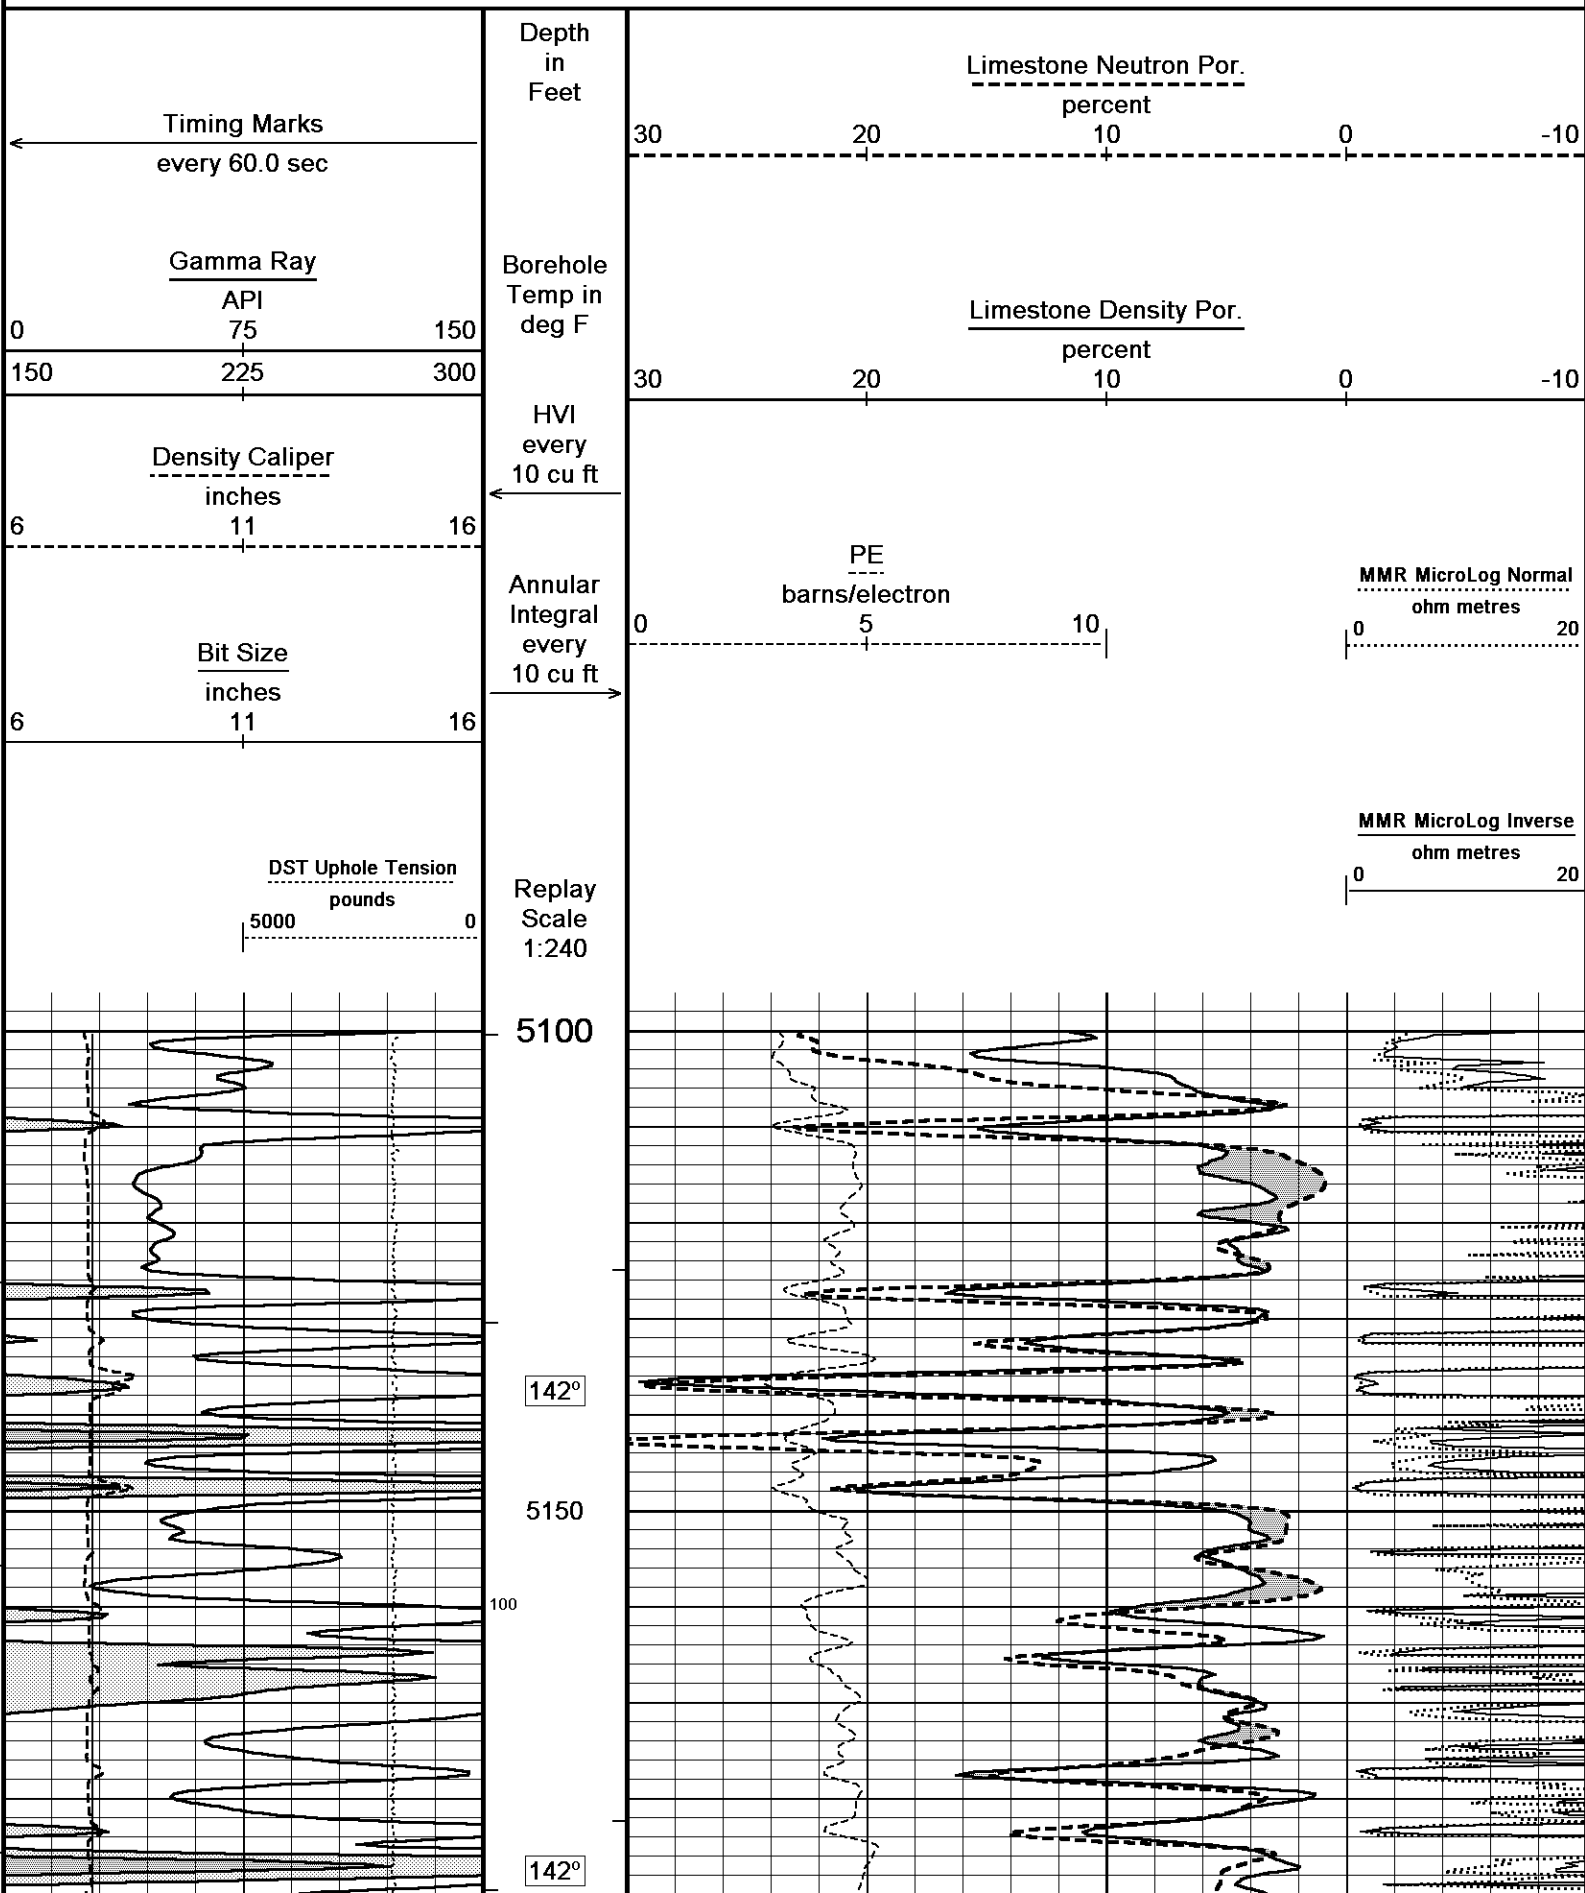 Timing Marks
every 60.0 sec
Gamma Ray
API
0 75 150
150 225 300
Density Caliper
inches
6 11 16
Bit Size
inches
6 11 16
DST Uphole Tension
pounds
5000 0
Depth
in
Feet
Borehole
Temp in
deg F
HVI
every
10 cu ft
Annular
Integral
every
10 cu ft
Replay
Scale
1:240
Limestone Neutron Por.
percent
30 20 10 0 -10
Limestone Density Por.
percent
30 20 10 0 -10
PE
barns/electron
0 5 10
MMR MicroLog Normal
ohm metres
0 20
MMR MicroLog Inverse
ohm metres
0 20
5100
142º
5150
100
142º